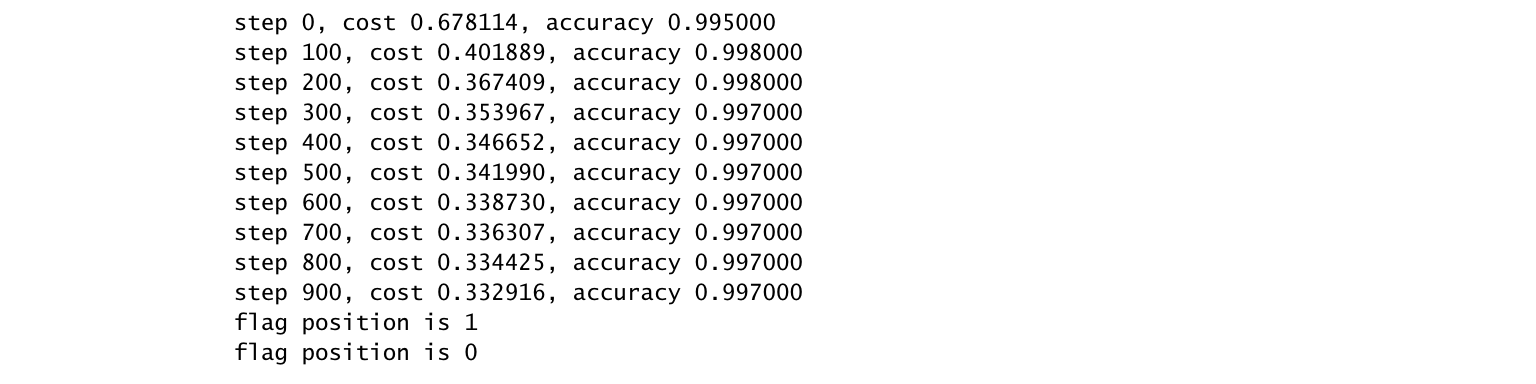 step 0, cost 0.678114, accuracy 0.995000
step 100, cost 0.401889, accuracy 0.998000
step 200, cost 0.367409, accuracy 0.998000
step 300, cost 0.353967, accuracy 0.997000
step 400, cost 0.346652, accuracy 0.997000
step 500, cost 0.341990, accuracy 0.997000
step 600, cost 0.338730, accuracy 0.997000
step 700, cost 0.336307, accuracy 0.997000
step 800, cost 0.334425, accuracy 0.997000
step 900, cost 0.332916, accuracy 0.997000
flag position is 1
flag position is 0